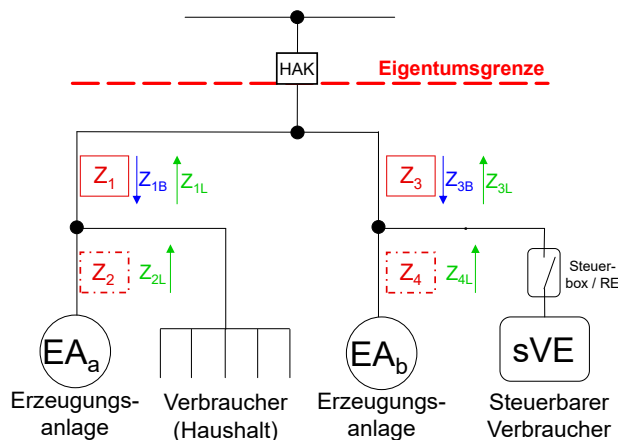 HAK
Eigentumsgrenze
Z1 Z1B Z1L
Z3 Z3B Z3L
Z2 Z2L
Z4 Z4L
Steuer-
box / RE
EAa
EAb
sVE
Erzeugungs-
anlage
Verbraucher
(Haushalt)
Erzeugungs-
anlage
Steuerbarer
Verbraucher